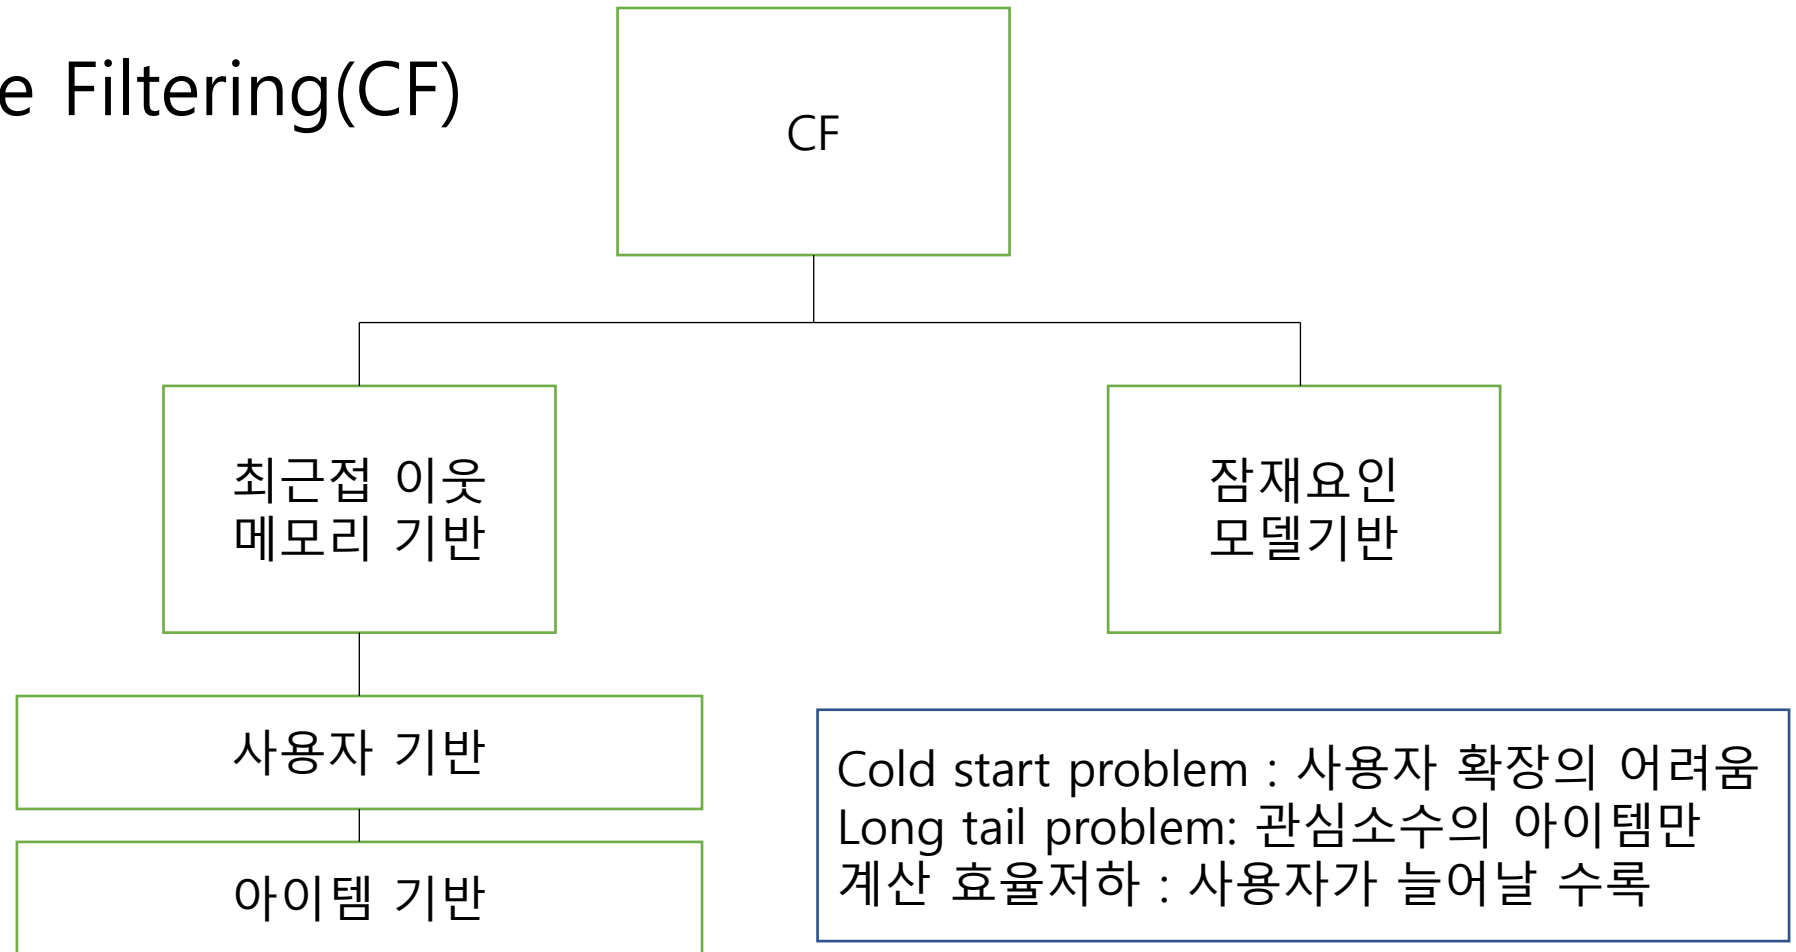 e Filtering(CF)
CF
최근접 이웃
메모리 기반
잠재요인
모델기반
사용자 기반
아이템 기반
Cold start problem : 사용자 확장의 어려움
Long tail problem: 관심소수의 아이템만
계산 효율저하 : 사용자가 늘어날 수록